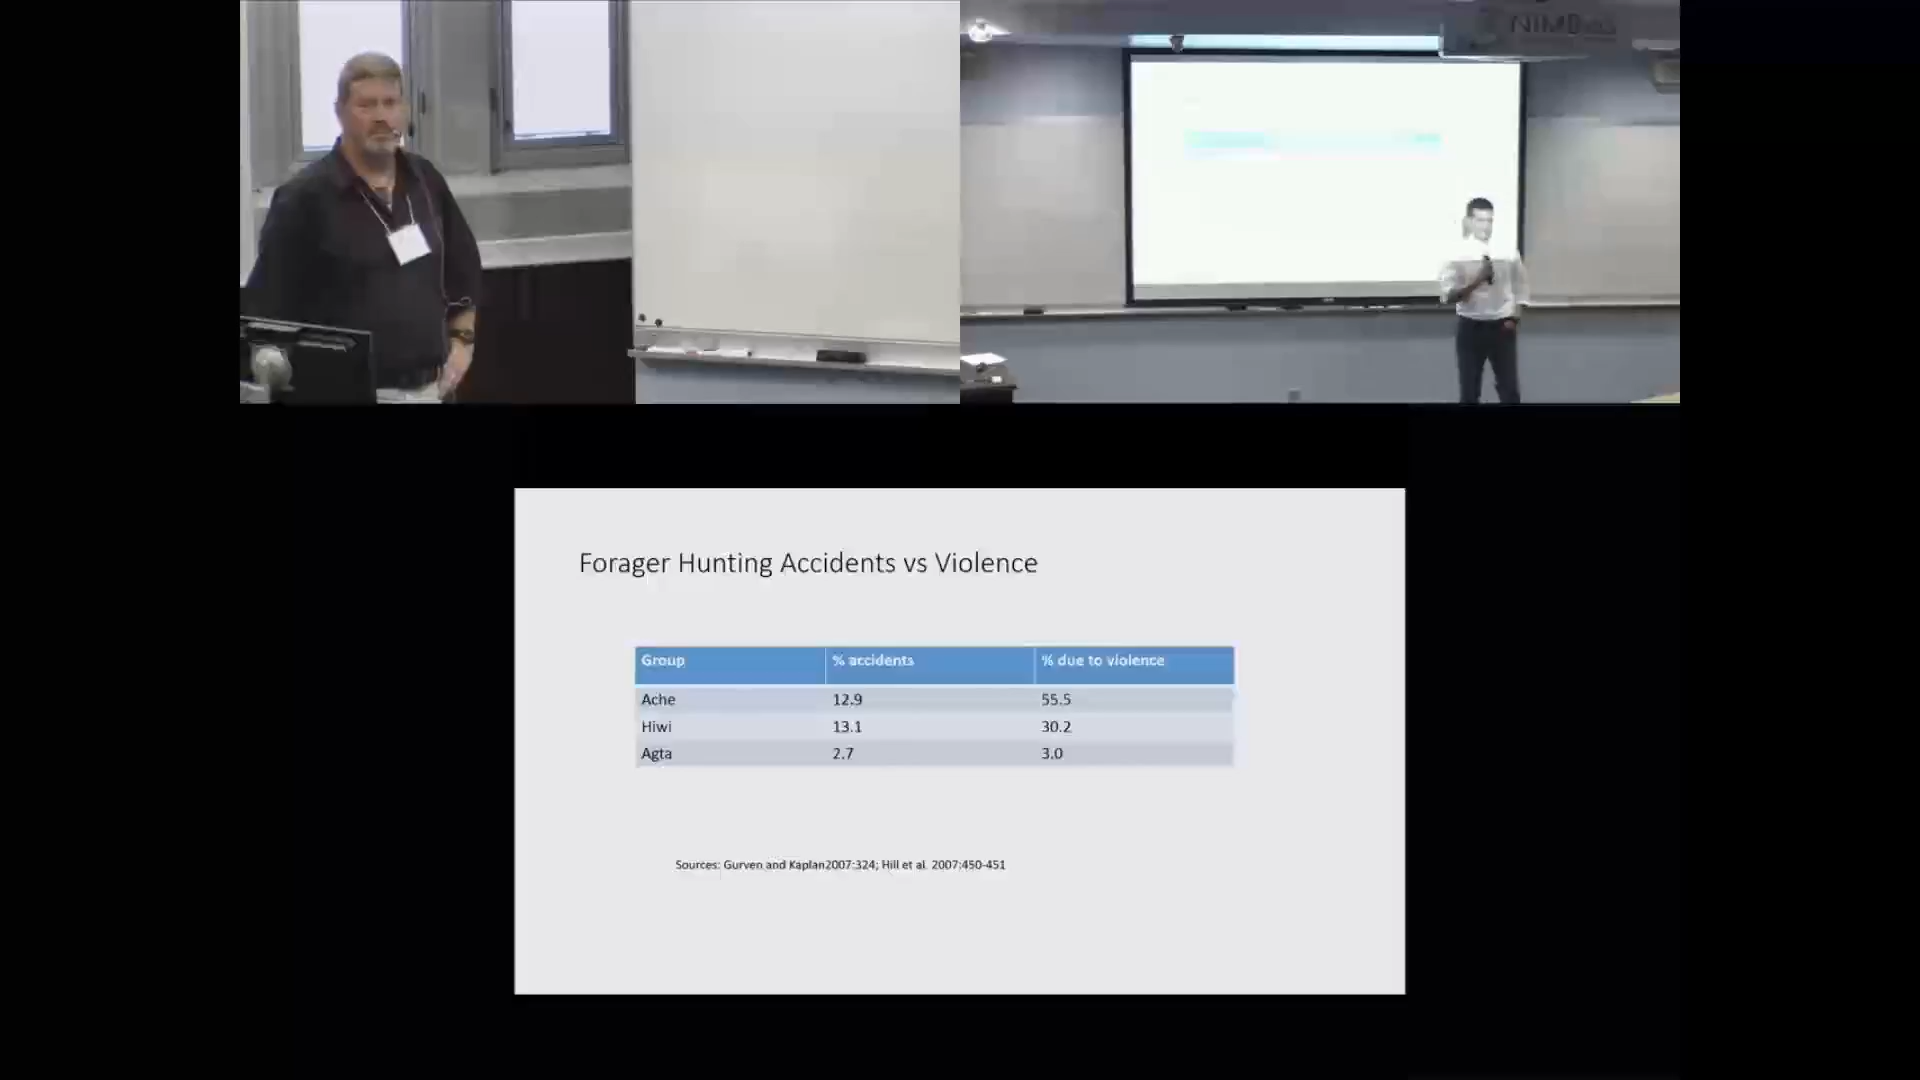 NIMBioS
Forager Hunting Accidents vs Violence
Group % accidents % due to violence
Ache 12.9 55.5
Hiwi 13.1 30.2
Agta 2.7 3.0
Sources: Gurven and Kaplan2007:324; Hill et al. 2007:450-451